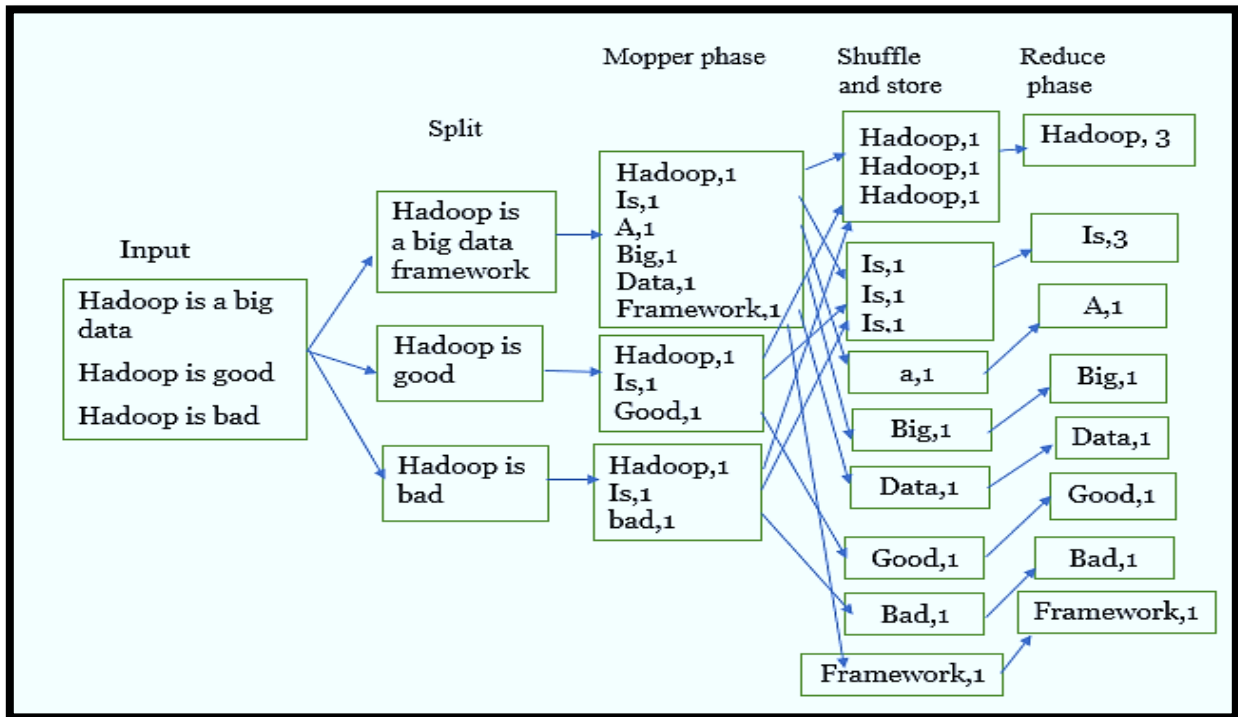 Mopper phase
Shuffle
and store
Reduce
phase
Split
Input
Hadoop is a big
data
Hadoop is good
Hadoop is bad
Hadoop is
a big data
framework
Hadoop is
good
Hadoop is
bad
Hadoop,1
Is,1
A,1
Big,1
Data,1
Framework,1
Hadoop,1
Is,1
Good,1
Hadoop,1
Is,1
bad,1
Hadoop,1
Hadoop,1
Hadoop,1
Is,1
Is,1
Is,1
a,1
Big,1
Data,1
Good,1
Bad,1
Framework,1
Hadoop, 3
Is,3
A,1
Big,1
Data,1
Good,1
Bad,1
Framework,1